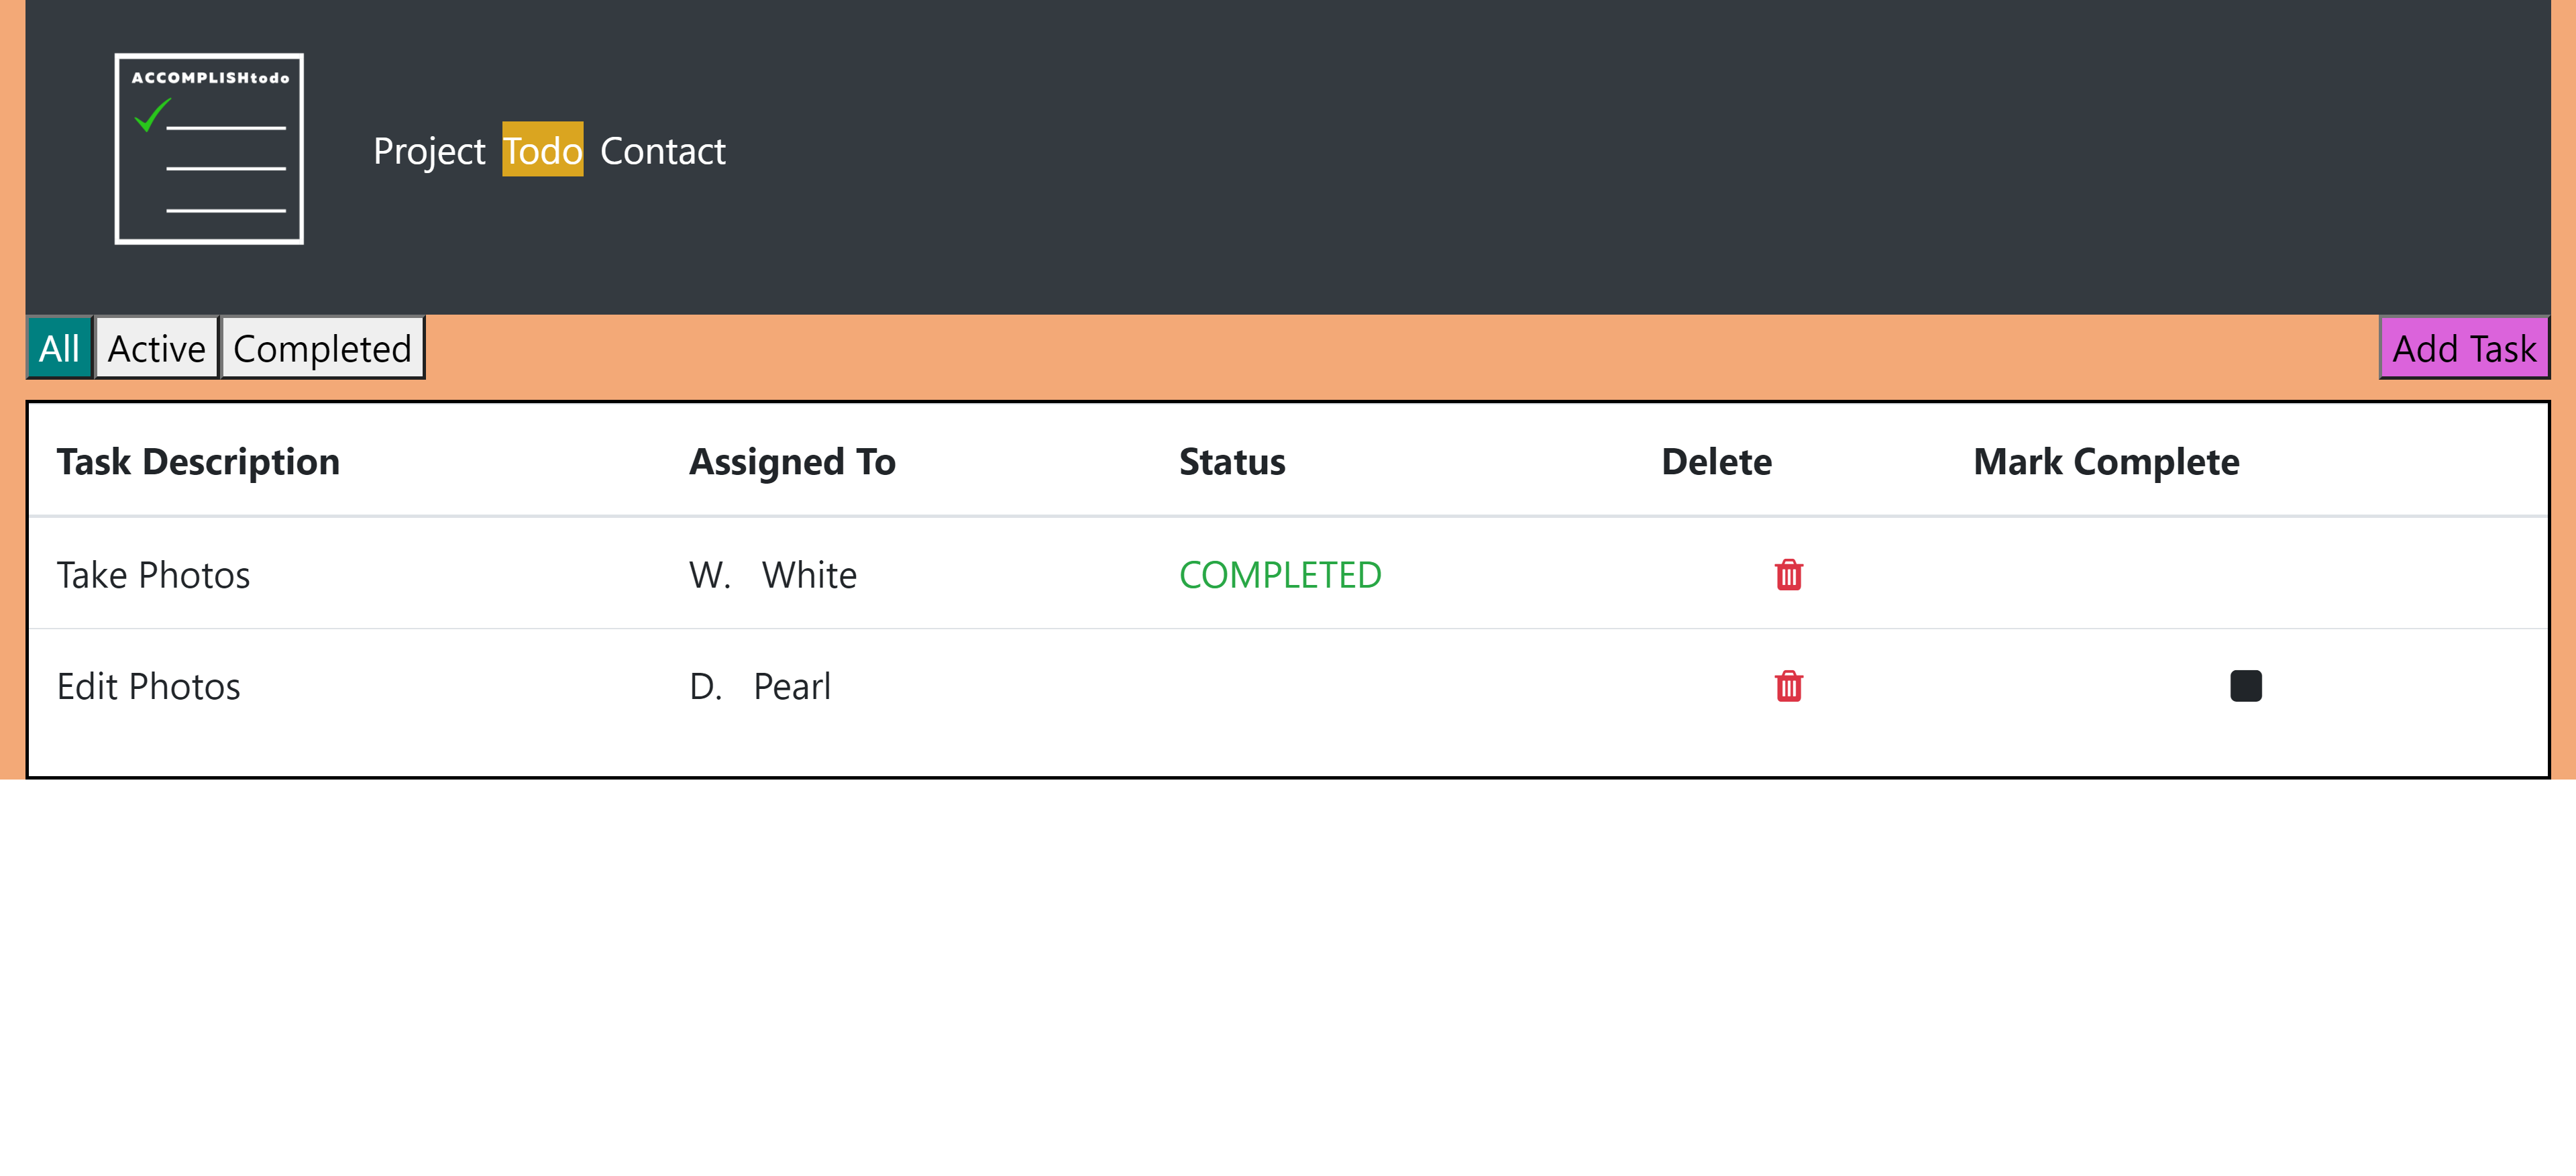 ACCOMPLISHtodo
Project Todo Contact
All Active Completed Add Task
Task Description Assigned To Status Delete Mark Complete
Take Photos W. White COMPLETED
Edit Photos D. Pearl